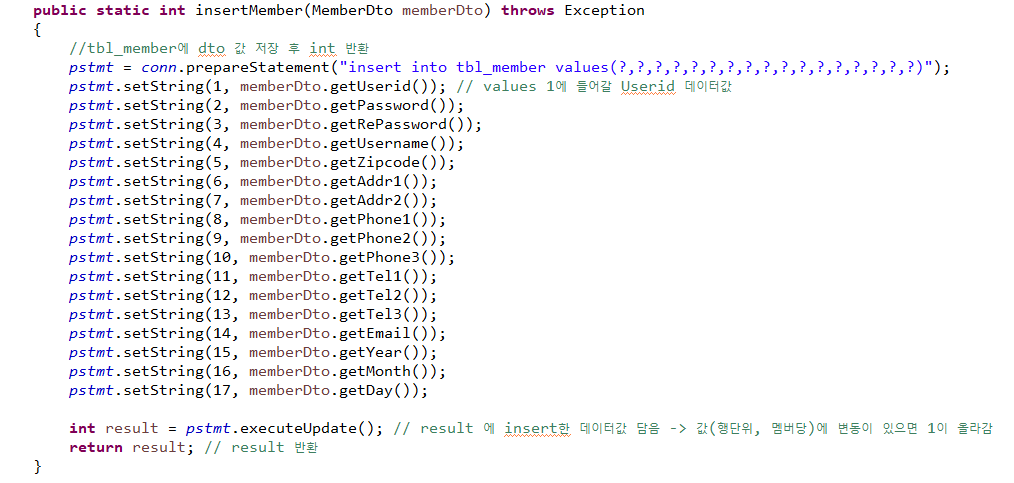 public static int insertMember(MemberDto memberDto) throws Exception
{
//tbl_member에 dto 값 저장 후 int 반환
pstmt = conn.prepareStatement("insert into tbl_member values(?,?,?,?,?,?,?,?,?,?,?,?,?,?,?,?,?)");
pstmt.setString(1, memberDto.getUserid()); // values 1에 들어갈 Userid 데이터값
pstmt.setString(2, memberDto.getPassword());
pstmt.setString(3, memberDto.getRePassword());
pstmt.setString(4, memberDto.getUsername());
pstmt.setString(5, memberDto.getZipcode());
pstmt.setString(6, memberDto.getAddr1());
pstmt.setString(7, memberDto.getAddr2());
pstmt.setString(8, memberDto.getPhone1());
pstmt.setString(9, memberDto.getPhone2());
pstmt.setString(10, memberDto.getPhone3());
pstmt.setString(11, memberDto.getTel1());
pstmt.setString(12, memberDto.getTel2());
pstmt.setString(13, memberDto.getTel3());
pstmt.setString(14, memberDto.getEmail());
pstmt.setString(15, memberDto.getYear());
pstmt.setString(16, memberDto.getMonth());
pstmt.setString(17, memberDto.getDay());
int result = pstmt.executeUpdate(); // result 에 insert한 데이터값 담음 -> 값(행단위, 멤버당)에 변동이 있으면 1이 올라감
return result; // result 반환
}